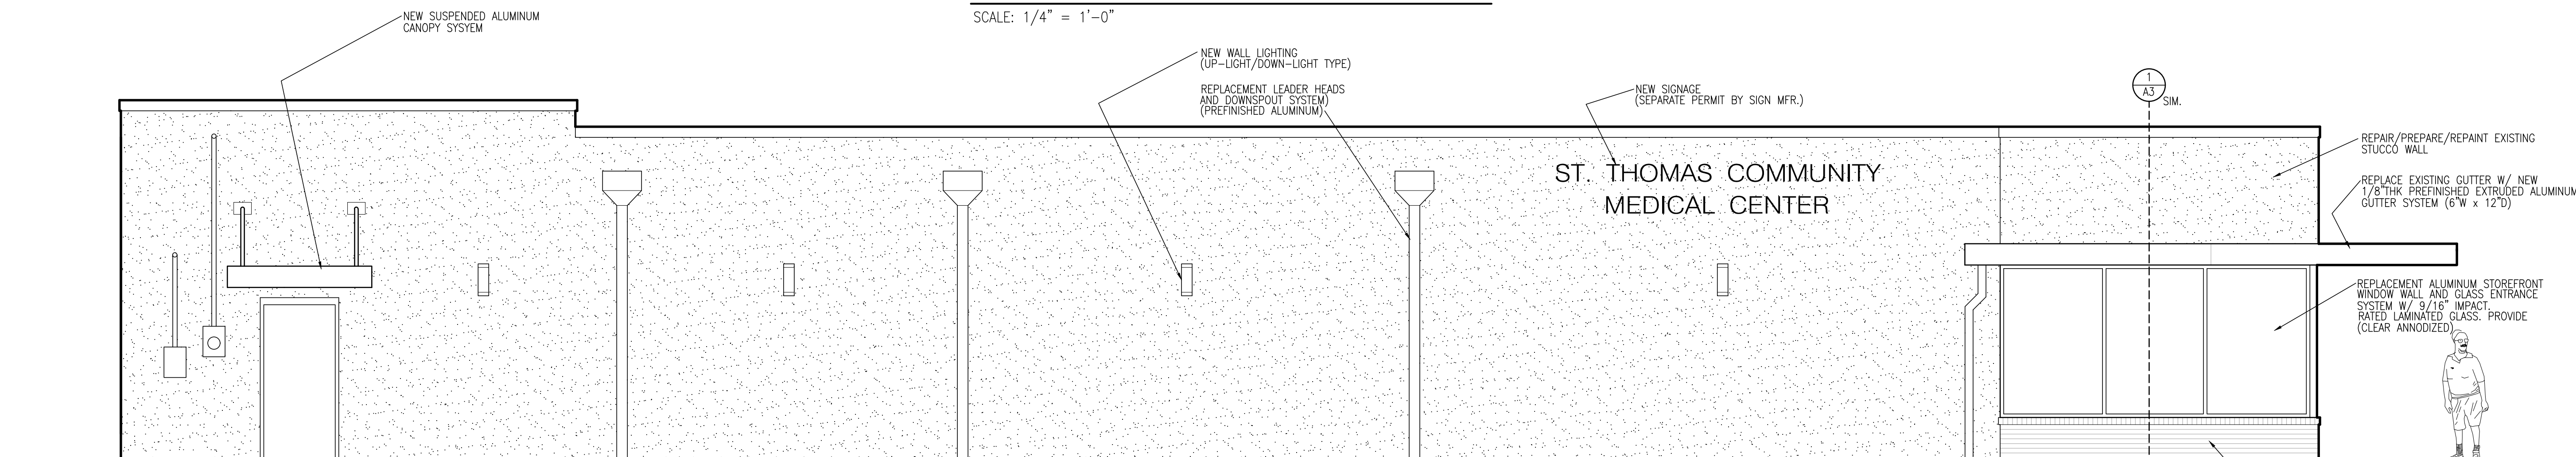 SCALE: 1/4" = 1'-0"
NEW SUSPENDED ALUMINUM
CANOPY SYSYEM
NEW WALL LIGHTING
(UP-LIGHT/DOWN-LIGHT TYPE)
REPLACEMENT LEADER HEADS
AND DOWNSPOUT SYSTEM)
(PREFINISHED ALUMINUM)
NEW SIGNAGE
(SEPARATE PERMIT BY SIGN MFR.)
1
A3
SIM.
ST. THOMAS COMMUNITY
MEDICAL CENTER
REPAIR/PREPARE/REPAINT EXISTING
STUCCO WALL
REPLACE EXISTING GUTTER W/ NEW
1/8"THK PREFINISHED EXTRUDED ALUMINUM
GUTTER SYSTEM (6"W x 12"D)
REPLACEMENT ALUMINUM STOREFRONT
WINDOW WALL AND GLASS ENTRANCE
SYSTEM W/ 9/16" IMPACT.
RATED LAMINATED GLASS. PROVIDE
(CLEAR ANNODIZED)